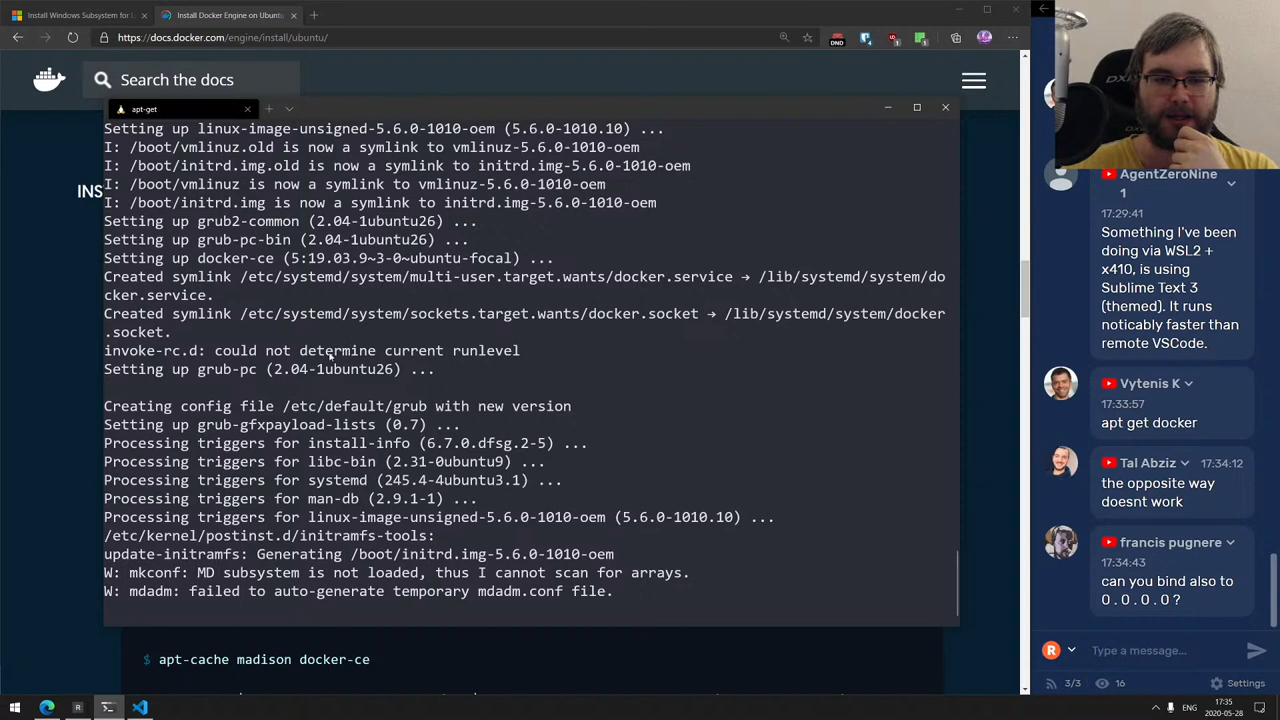 Install Windows Subsystem for L
Install Docker Engine on Ubuntu
https://docs.docker.com/engine/install/ubuntu/
DND
1
1
Search the docs
INS
apt-get
Setting up linux-image-unsigned-5.6.0-1010-oem (5.6.0-1010.10) ...
I: /boot/vmlinuz.old is now a symlink to vmlinuz-5.6.0-1010-oem
I: /boot/initrd.img.old is now a symlink to initrd.img-5.6.0-1010-oem
I: /boot/vmlinuz is now a symlink to vmlinuz-5.6.0-1010-oem
I: /boot/initrd.img is now a symlink to initrd.img-5.6.0-1010-oem
Setting up grub2-common (2.04-1ubuntu26) ...
Setting up grub-pc-bin (2.04-1ubuntu26) ...
Setting up docker-ce (5:19.03.9~3-0~ubuntu-focal) ...
Created symlink /etc/systemd/system/multi-user.target.wants/docker.service → /lib/systemd/system/do
cker.service.
Created symlink /etc/systemd/system/sockets.target.wants/docker.socket → /lib/systemd/system/docker
.socket.
invoke-rc.d: could not determine current runlevel
Setting up grub-pc (2.04-1ubuntu26) ...
Creating config file /etc/default/grub with new version
Setting up grub-gfxpayload-lists (0.7) ...
Processing triggers for install-info (6.7.0.dfsg.2-5) ...
Processing triggers for libc-bin (2.31-0ubuntu9) ...
Processing triggers for systemd (245.4-4ubuntu3.1) ...
Processing triggers for man-db (2.9.1-1) ...
Processing triggers for linux-image-unsigned-5.6.0-1010-oem (5.6.0-1010.10) ...
/etc/kernel/postinst.d/initramfs-tools:
update-initramfs: Generating /boot/initrd.img-5.6.0-1010-oem
W: mkconf: MD subsystem is not loaded, thus I cannot scan for arrays.
W: mdadm: failed to auto-generate temporary mdadm.conf file.
$ apt-cache madison docker-ce
AgentZeroNine
1
17:29:41
Something I've been
doing via WSL2 +
x410, is using
Sublime Text 3
(themed). It runs
noticably faster than
remote VSCode.
Vytenis K
17:33:57
apt get docker
Tal Abziz
17:34:12
the opposite way
doesnt work
francis pugnere
17:34:43
can you bind also to
0 . 0 . 0 . 0 ?
R
Type a message...
3/3
16
Settings
R
ENG
17:35
2020-05-28